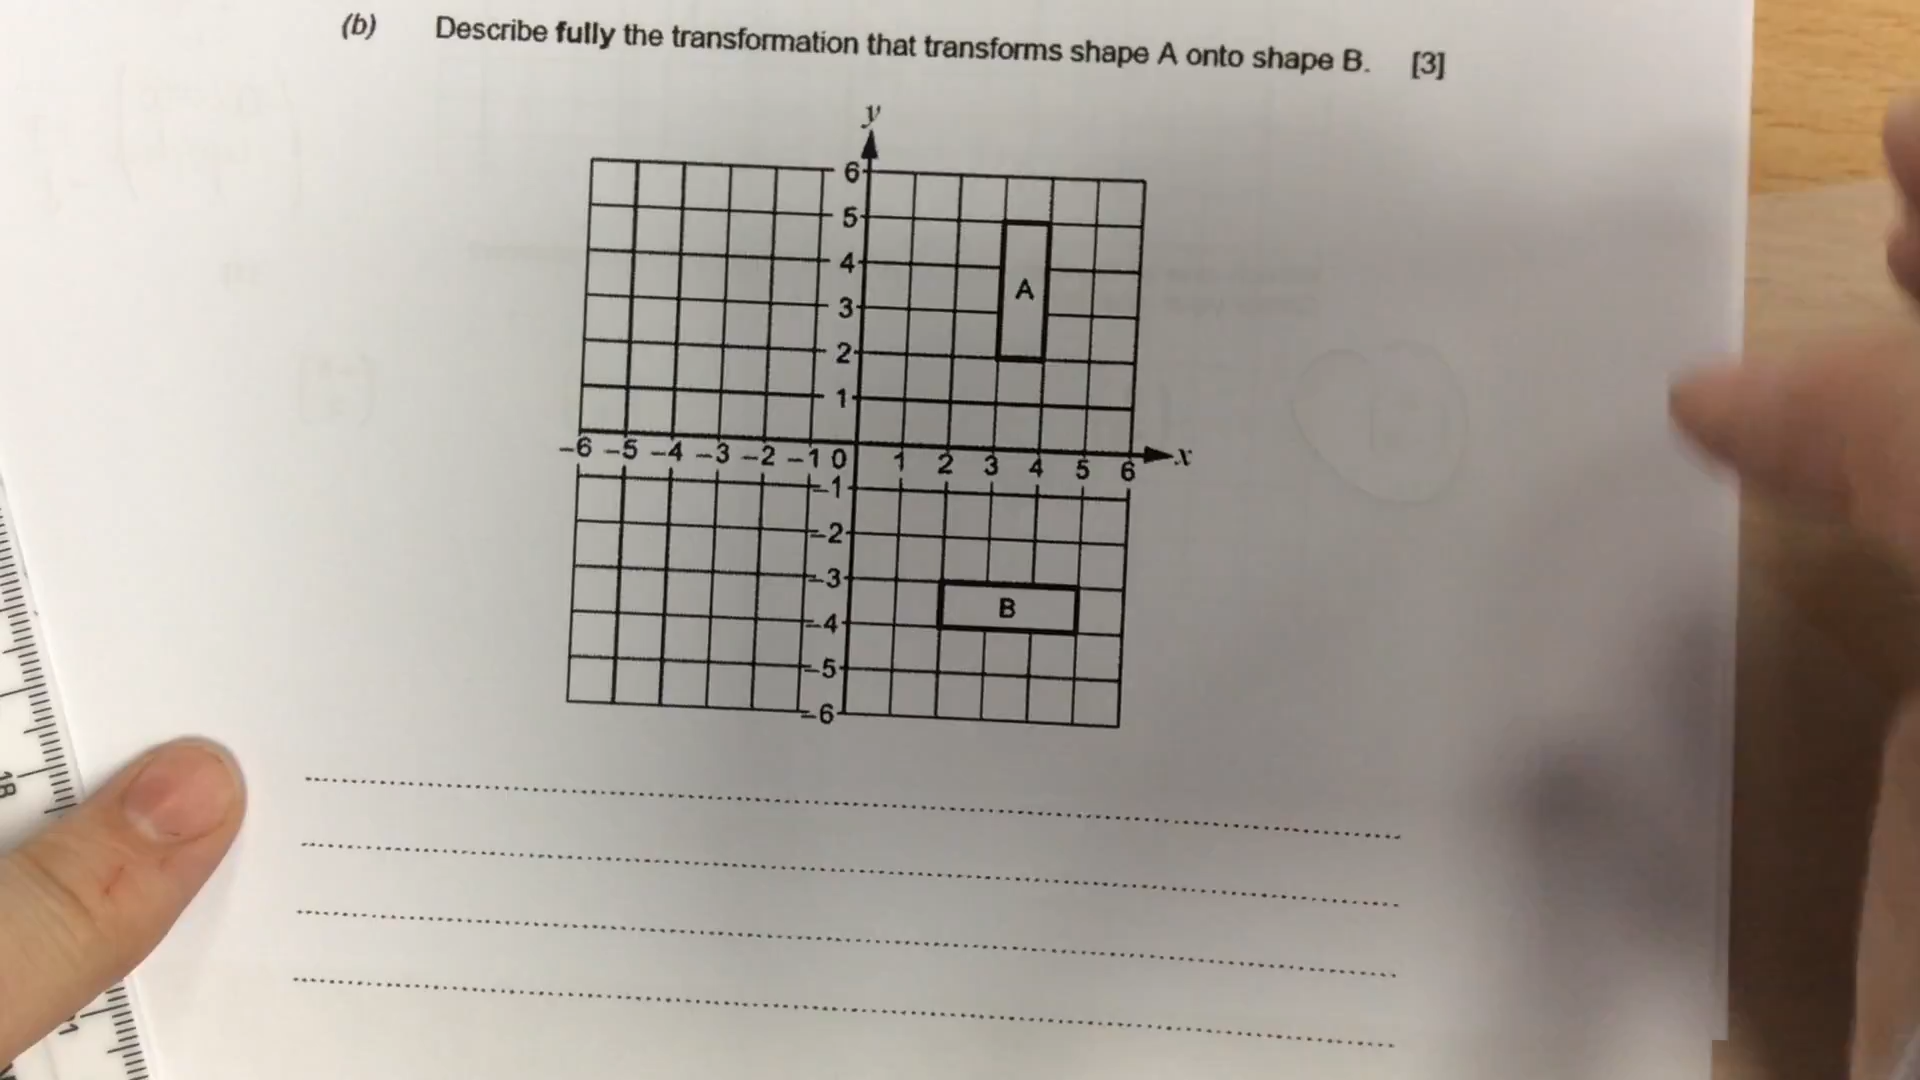 (b) Describe fully the transformation that transforms shape A onto shape B. [3]
y
6
5
4
A
3
2
1
-6 -5 -4 -3 -2 -1 0 1 2 3 4 5 6 x
-1
-2
-3
B
-4
-5
-6
18